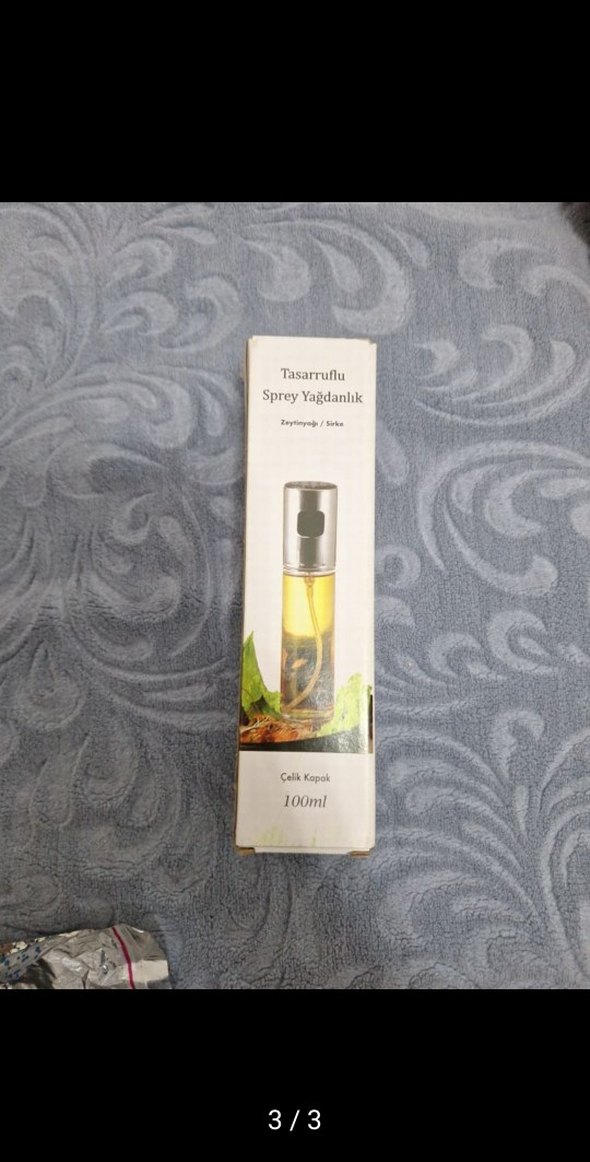 Tasarruflu
Sprey Yağdanlık
Zeytinyağı / Sirke
Çelik Kapak
100ml
3 / 3